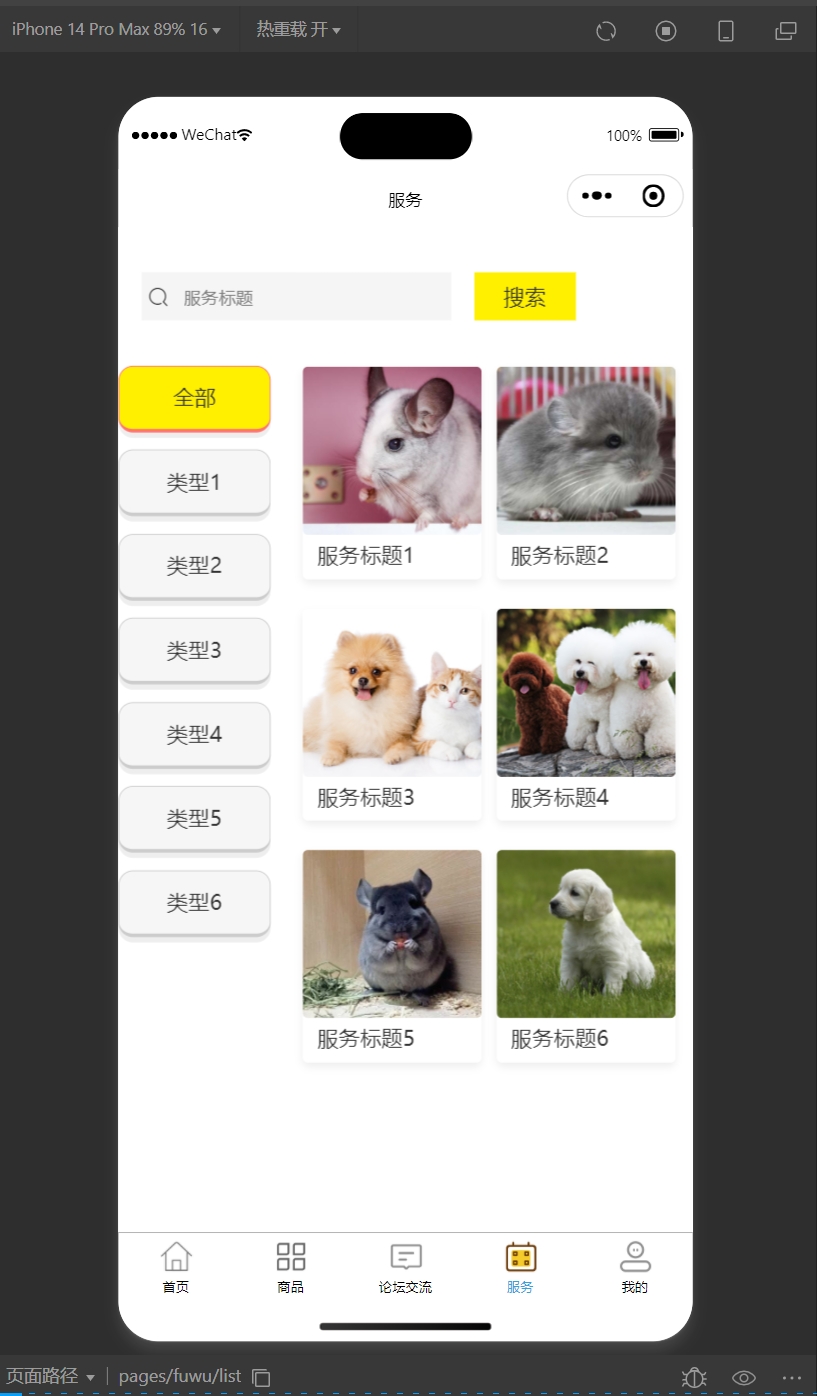 iPhone 14 Pro Max 89% 16 热重载 开
WeChat 100%
服务
服务标题 搜索
全部
类型1
类型2
类型3
类型4
类型5
类型6
服务标题1 服务标题2
服务标题3 服务标题4
服务标题5 服务标题6
首页 商品 论坛交流 服务 我的
页面路径 pages/fuwu/list